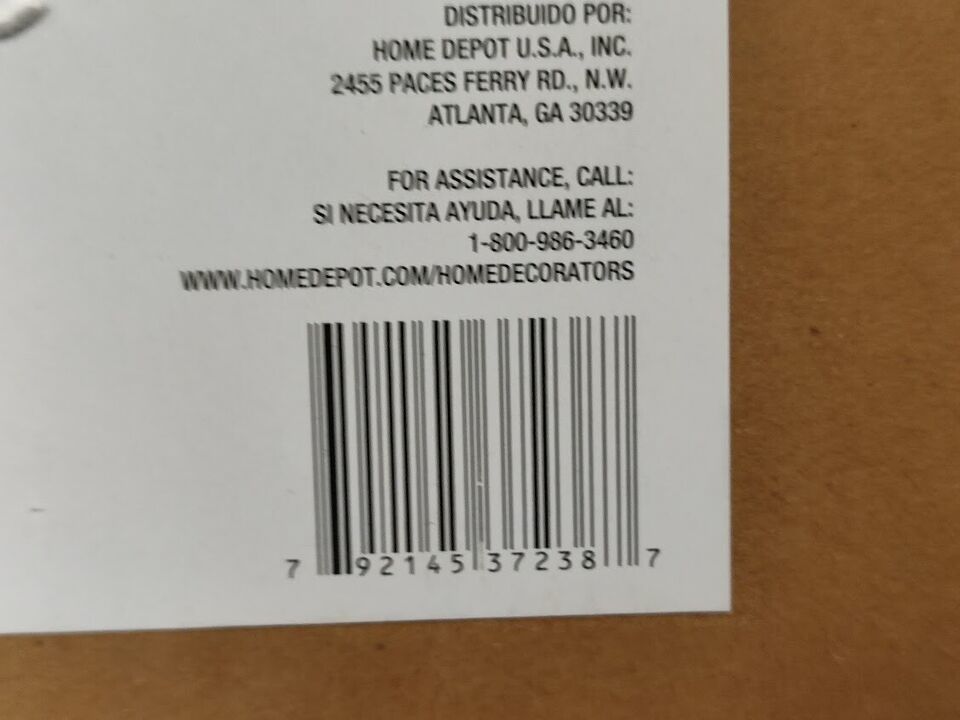 DISTRIBUIDO POR:
HOME DEPOT U.S.A., INC.
2455 PACES FERRY RD., N.W.
ATLANTA, GA 30339
FOR ASSISTANCE, CALL:
SI NECESITA AYUDA, LLAME AL:
1-800-986-3460
WWW.HOMEDEPOT.COM/HOMEDECORATORS
7 92145 37238 7